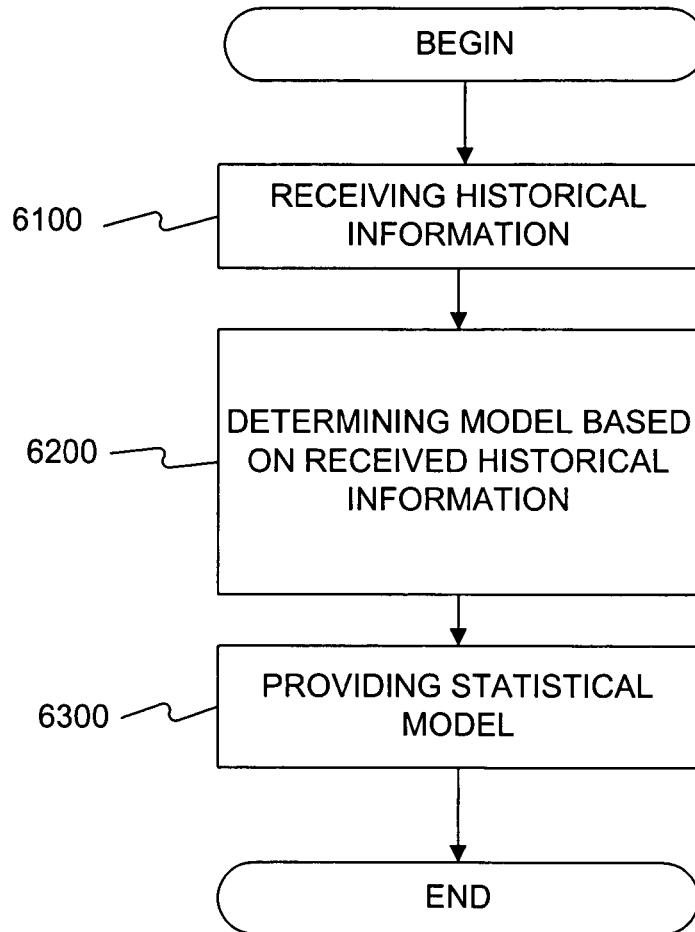 BEGIN
6100
RECEIVING HISTORICAL
INFORMATION
6200
DETERMINING MODEL BASED
ON RECEIVED HISTORICAL
INFORMATION
6300
PROVIDING STATISTICAL
MODEL
END